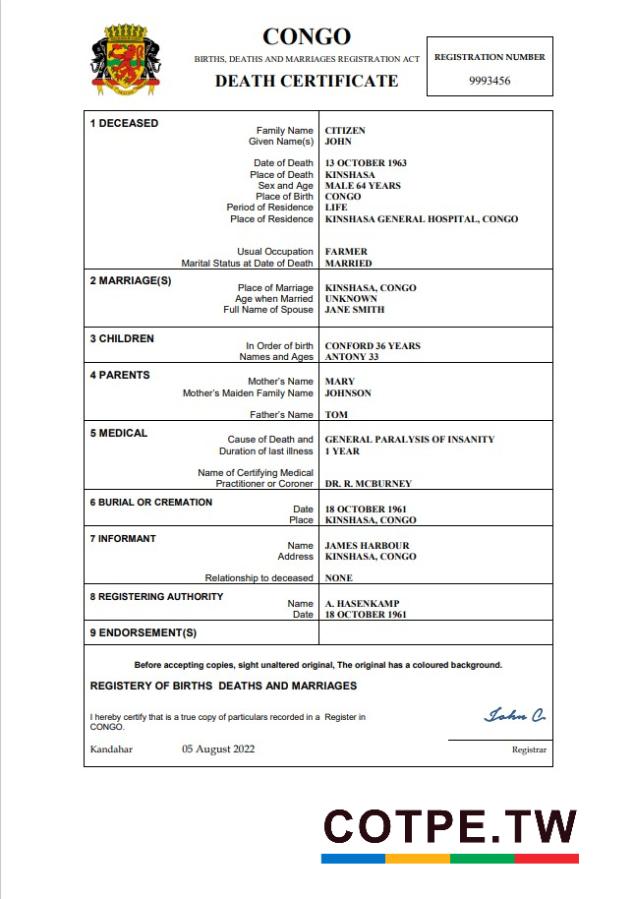 CONGO
BIRTHS, DEATHS AND MARRIAGES REGISTRATION ACT
DEATH CERTIFICATE
REGISTRATION NUMBER
9993456
1 DECEASED
Family Name CITIZEN
Given Name(s) JOHN
Date of Death 13 OCTOBER 1963
Place of Death KINSHASA
Sex and Age MALE 64 YEARS
Place of Birth CONGO
Period of Residence LIFE
Place of Residence KINSHASA GENERAL HOSPITAL, CONGO
Usual Occupation FARMER
Marital Status at Date of Death MARRIED
2 MARRIAGE(S)
Place of Marriage KINSHASA, CONGO
Age when Married UNKNOWN
Full Name of Spouse JANE SMITH
3 CHILDREN
In Order of birth CONFORD 36 YEARS
Names and Ages ANTONY 33
4 PARENTS
Mother's Name MARY
Mother's Maiden Family Name JOHNSON
Father's Name TOM
5 MEDICAL
Cause of Death and GENERAL PARALYSIS OF INSANITY
Duration of last illness 1 YEAR
Name of Certifying Medical
Practitioner or Coroner DR. R. MCBURNEY
6 BURIAL OR CREMATION
Date 18 OCTOBER 1961
Place KINSHASA, CONGO
7 INFORMANT
Name JAMES HARBOUR
Address KINSHASA, CONGO
Relationship to deceased NONE
8 REGISTERING AUTHORITY
Name A. HASENKAMP
Date 18 OCTOBER 1961
9 ENDORSEMENT(S)
Before accepting copies, sight unaltered original, The original has a coloured background.
REGISTERY OF BIRTHS DEATHS AND MARRIAGES
I hereby certify that is a true copy of particulars recorded in a Register in
CONGO.
John C.
Kandahar 05 August 2022
Registrar
COTPE.TW